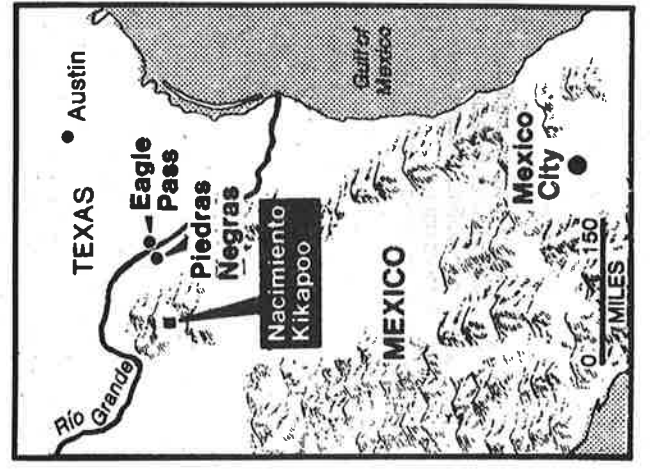 Austin
TEXAS
Eagle
Pass
Piedras
Negras
Río
Grande
Gulf of
Mexico
Nacimiento
Kikapoo
MEXICO
Mexico
City
0 150
MILES